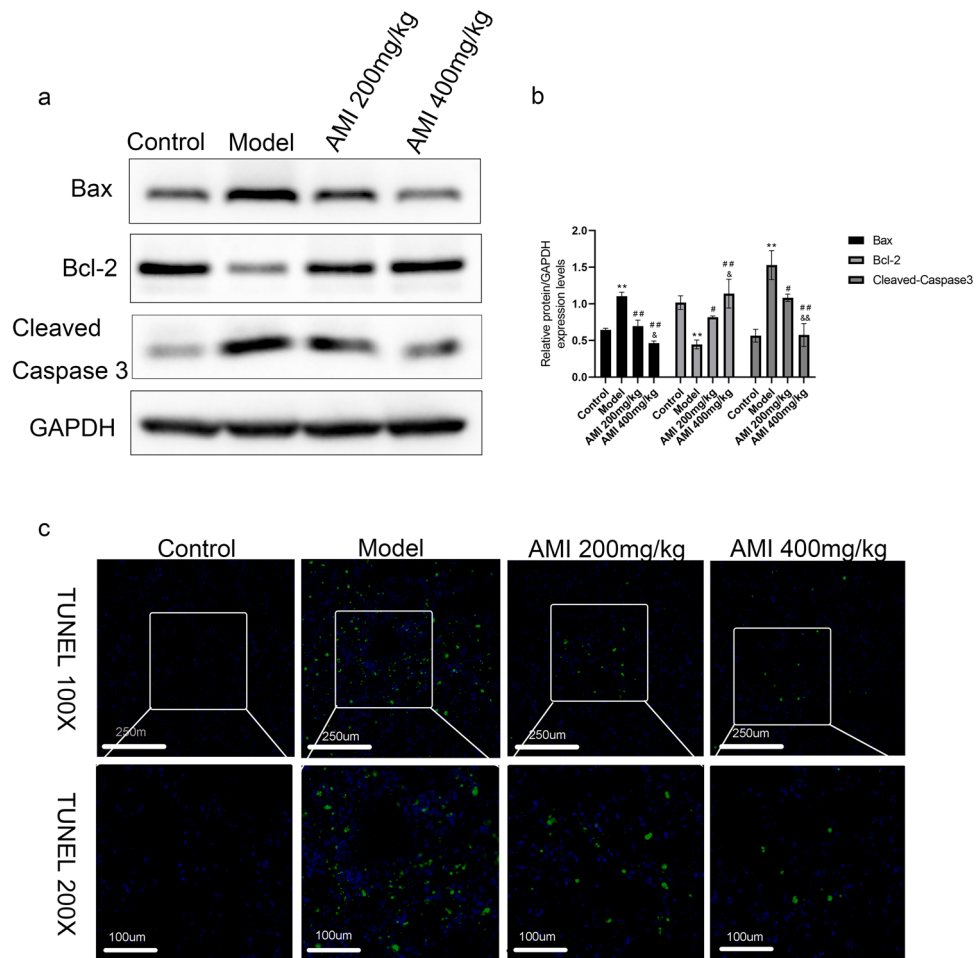 a
Control
Model
AMI 200mg/kg
AMI 400mg/kg
Bax
Bcl-2
Cleaved
Caspase 3
GAPDH
b
Relative protein/GAPDH
expression levels
2.0
1.5
1.0
0.5
0.0
**
##
##
&
**
#
##
&
**
#
##
&&
Control
Model
AMI 200mg/kg
AMI 400mg/kg
Control
Model
AMI 200mg/kg
AMI 400mg/kg
Control
Model
AMI 200mg/kg
AMI 400mg/kg
Bax
Bcl-2
Cleaved-Caspase3
c
Control
Model
AMI 200mg/kg
AMI 400mg/kg
TUNEL 100X
250m
250um
250um
250um
TUNEL 200X
100um
100um
100um
100um